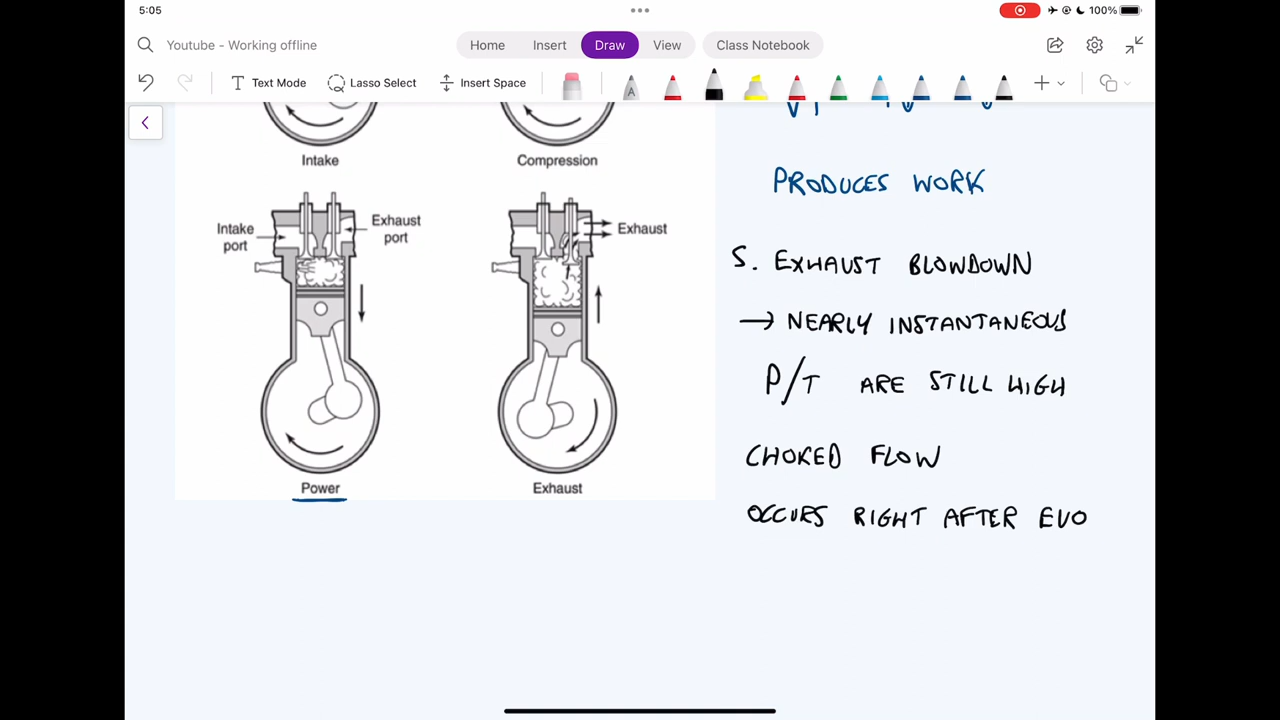 5:05
100%
Youtube - Working offline
Home Insert Draw View Class Notebook
Text Mode Lasso Select Insert Space
A
Intake Compression
Intake port
Exhaust port
Exhaust
Power
Exhaust
PRODUCES WORK
5. EXHAUST BLOWDOWN
→ NEARLY INSTANTANEOUS
P/T ARE STILL HIGH
CHOKED FLOW
OCCURS RIGHT AFTER EVO